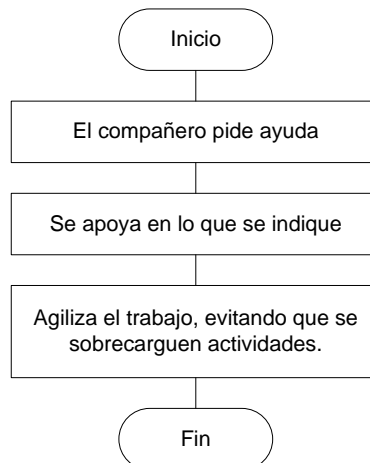 Inicio
El compañero pide ayuda
Se apoya en lo que se indique
Agiliza el trabajo, evitando que se
sobrecarguen actividades.
Fin